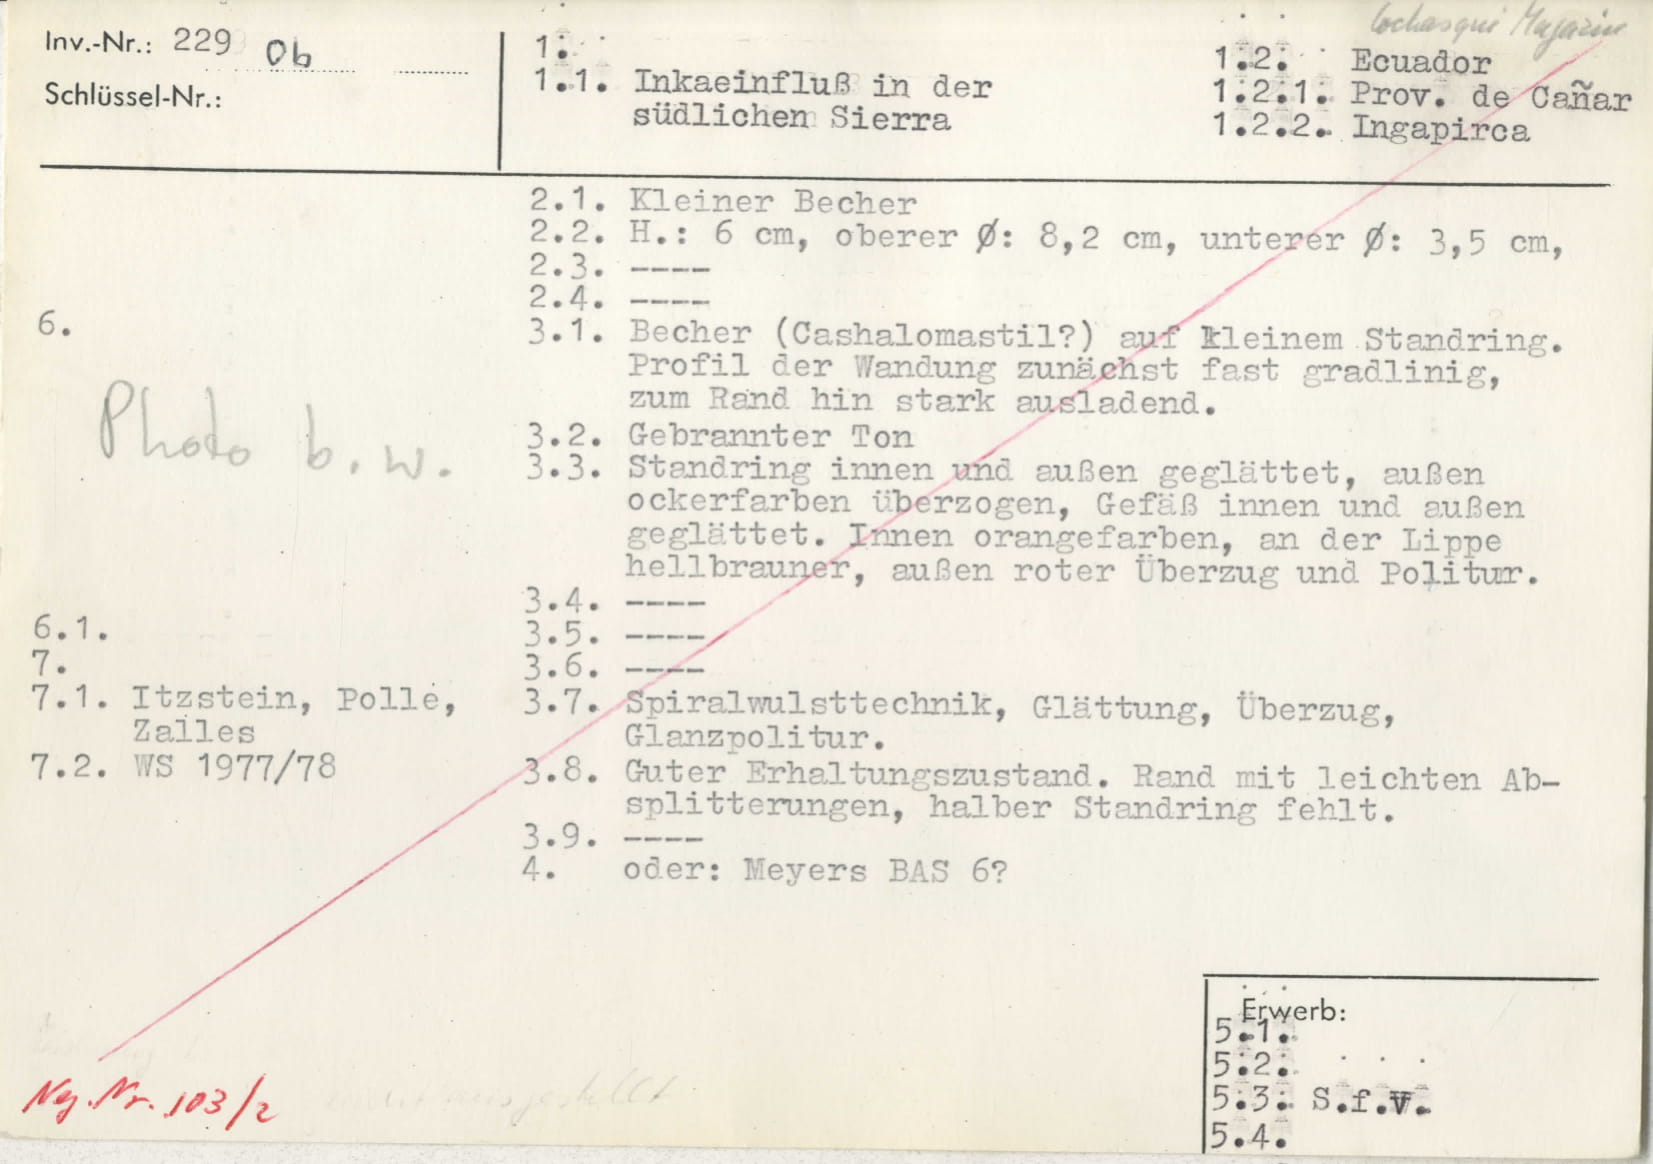 Cochasqui Magazin
Inv.-Nr.: 229 Ob
Schlüssel-Nr.:
1.
1.1. Inkaeinfluß in der
südlichen Sierra
1.2. Ecuador
1.2.1. Prov. de Cañar
1.2.2. Ingapirca
2.1. Kleiner Becher
2.2. H.: 6 cm, oberer Ø: 8,2 cm, unterer Ø: 3,5 cm,
2.3. ----
2.4. ----
6.
Photo b.w.
3.1. Becher (Cashalomastil?) auf kleinem Standring.
Profil der Wandung zunächst fast gradlinig,
zum Rand hin stark ausladend.
3.2. Gebrannter Ton
3.3. Standring innen und außen geglättet, außen
ockerfarben überzogen, Gefäß innen und außen
geglättet. Innen orangefarben, an der Lippe
hellbrauner, außen roter Überzug und Politur.
3.4. ----
3.5. ----
3.6. ----
6.1.
7.
7.1. Itzstein, Polle,
Zalles
7.2. WS 1977/78
3.7. Spiralwulsttechnik, Glättung, Überzug,
Glanzpolitur.
3.8. Guter Erhaltungszustand. Rand mit leichten Ab-
splitterungen, halber Standring fehlt.
3.9. ----
4. oder: Meyers BAS 6?
Neg. Nr. 103/2
ausgestellt
Erwerb:
5.1.
5.2.
5.3. S.f.V.
5.4.